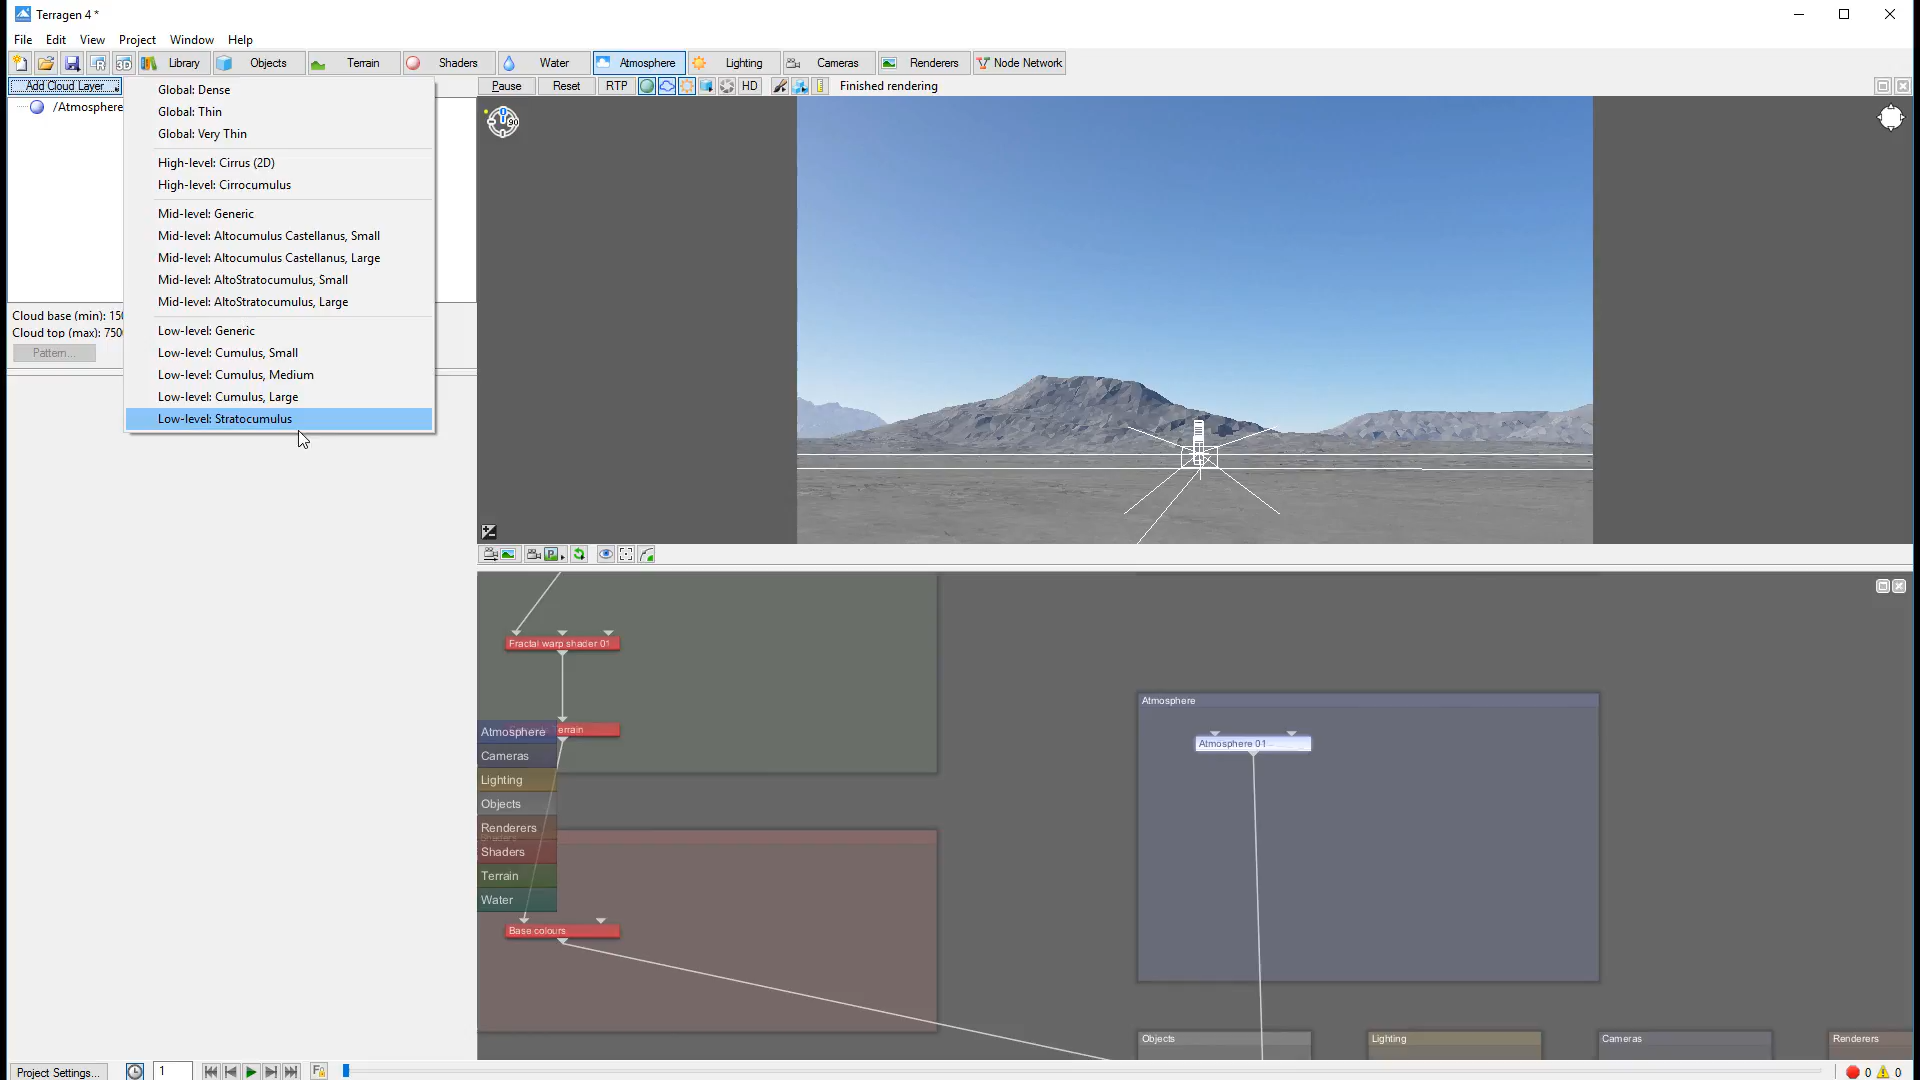 Terragen 4 *
File Edit View Project Window Help
Library Objects Terrain Shaders Water Atmosphere Lighting Cameras Renderers Node Network
Add Cloud Layer
Pause Reset RTP HD Finished rendering
/Atmosphere
Global: Dense
Global: Thin
Global: Very Thin
High-level: Cirrus (2D)
High-level: Cirrocumulus
Mid-level: Generic
Mid-level: Altocumulus Castellanus, Small
Mid-level: Altocumulus Castellanus, Large
Mid-level: AltoStratocumulus, Small
Mid-level: AltoStratocumulus, Large
Low-level: Generic
Low-level: Cumulus, Small
Low-level: Cumulus, Medium
Low-level: Cumulus, Large
Low-level: Stratocumulus
Cloud base (min):
Cloud top (max):
Pattern...
90
Fractal warp shader 01
Terrain
Atmosphere
Cameras
Lighting
Objects
Renderers
Shaders
Terrain
Water
Base colours
Atmosphere
Atmosphere 01
Objects Lighting Cameras Renderers
Project Settings... 1 0 0